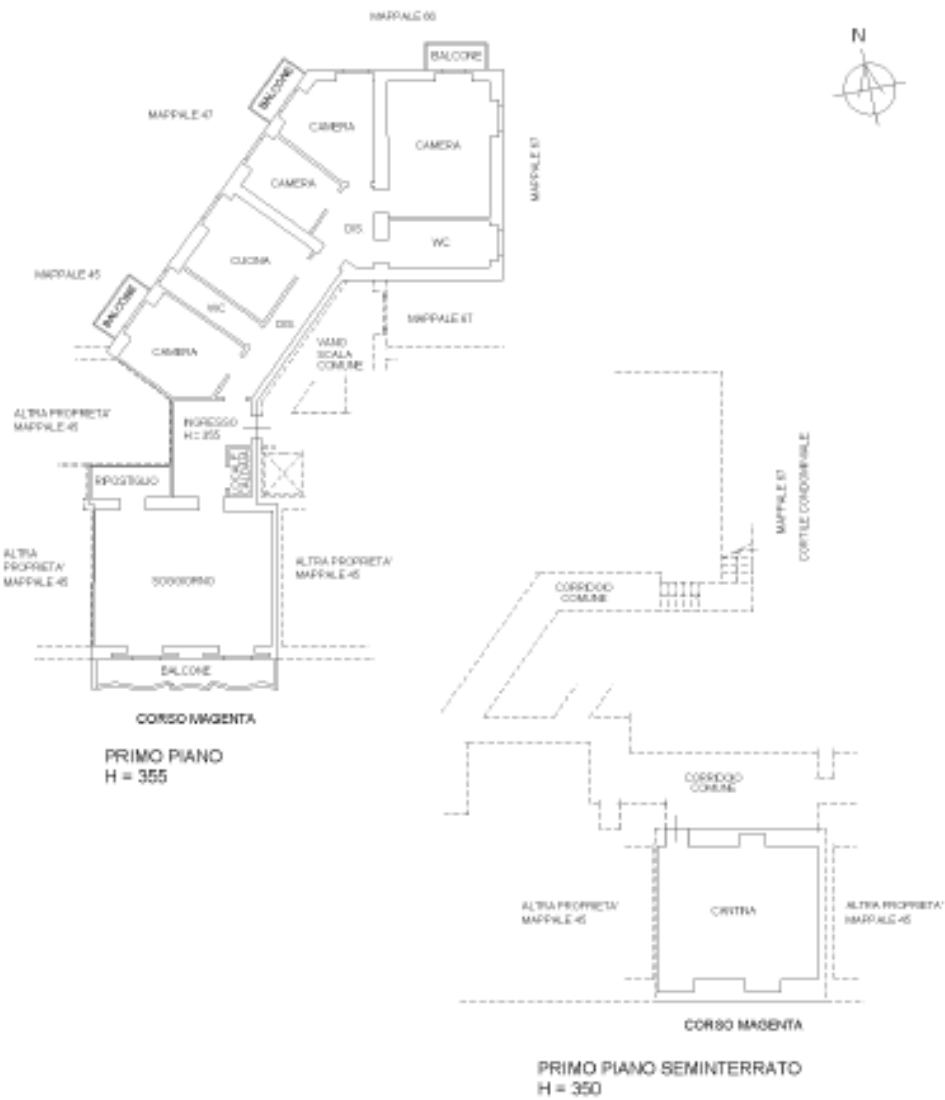 MAPPALE 66
N
BALCONE
BALCONE
MAPPALE 47
CAMERA
CAMERA
MAPPALE 67
CAMERA
DIS.
WC
CUCINA
MAPPALE 45
BALCONE
WC
DIS.
MAPPALE 67
CAMERA
VANO
SCALA
COMUNE
ALTRA PROPRIETA'
MAPPALE 45
INGRESSO
H = 355
RIPOSTIGLIO
LOCALE
MAPPALE 67
CORTILE CONDOMINIALE
ALTRA
PROPRIETA'
MAPPALE 45
SOGGIORNO
ALTRA PROPRIETA'
MAPPALE 45
CORRIDOIO
COMUNE
BALCONE
CORSO MAGENTA
PRIMO PIANO
H = 355
CORRIDOIO
COMUNE
ALTRA PROPRIETA'
MAPPALE 45
CANTINA
ALTRA PROPRIETA'
MAPPALE 45
CORSO MAGENTA
PRIMO PIANO SEMINTERRATO
H = 350